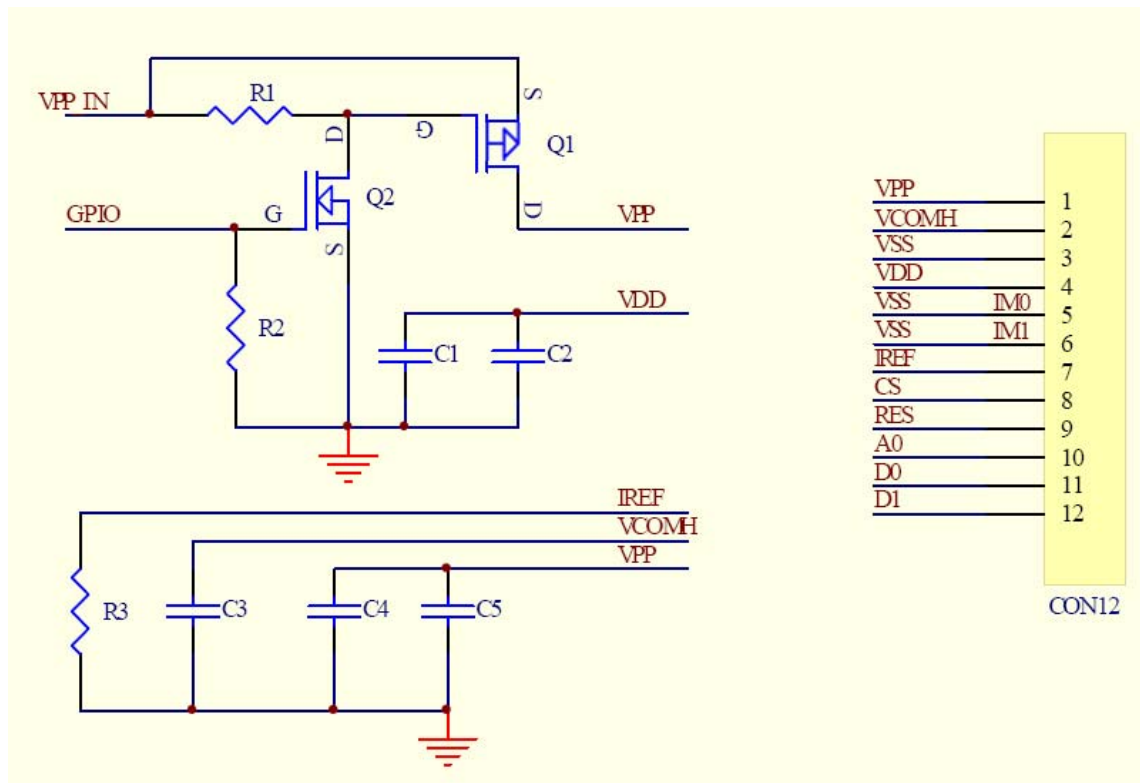 R1
S
VPP IN
D
G
Q1
Q2
GPIO
G
D
VPP
S
VDD
R2
C1
C2
IREF
VCOMH
VPP
R3
C3
C4
C5
VPP 1
VCOMH 2
VSS 3
VDD 4
VSS IM0 5
VSS IM1 6
IREF 7
CS 8
RES 9
A0 10
D0 11
D1 12
CON12